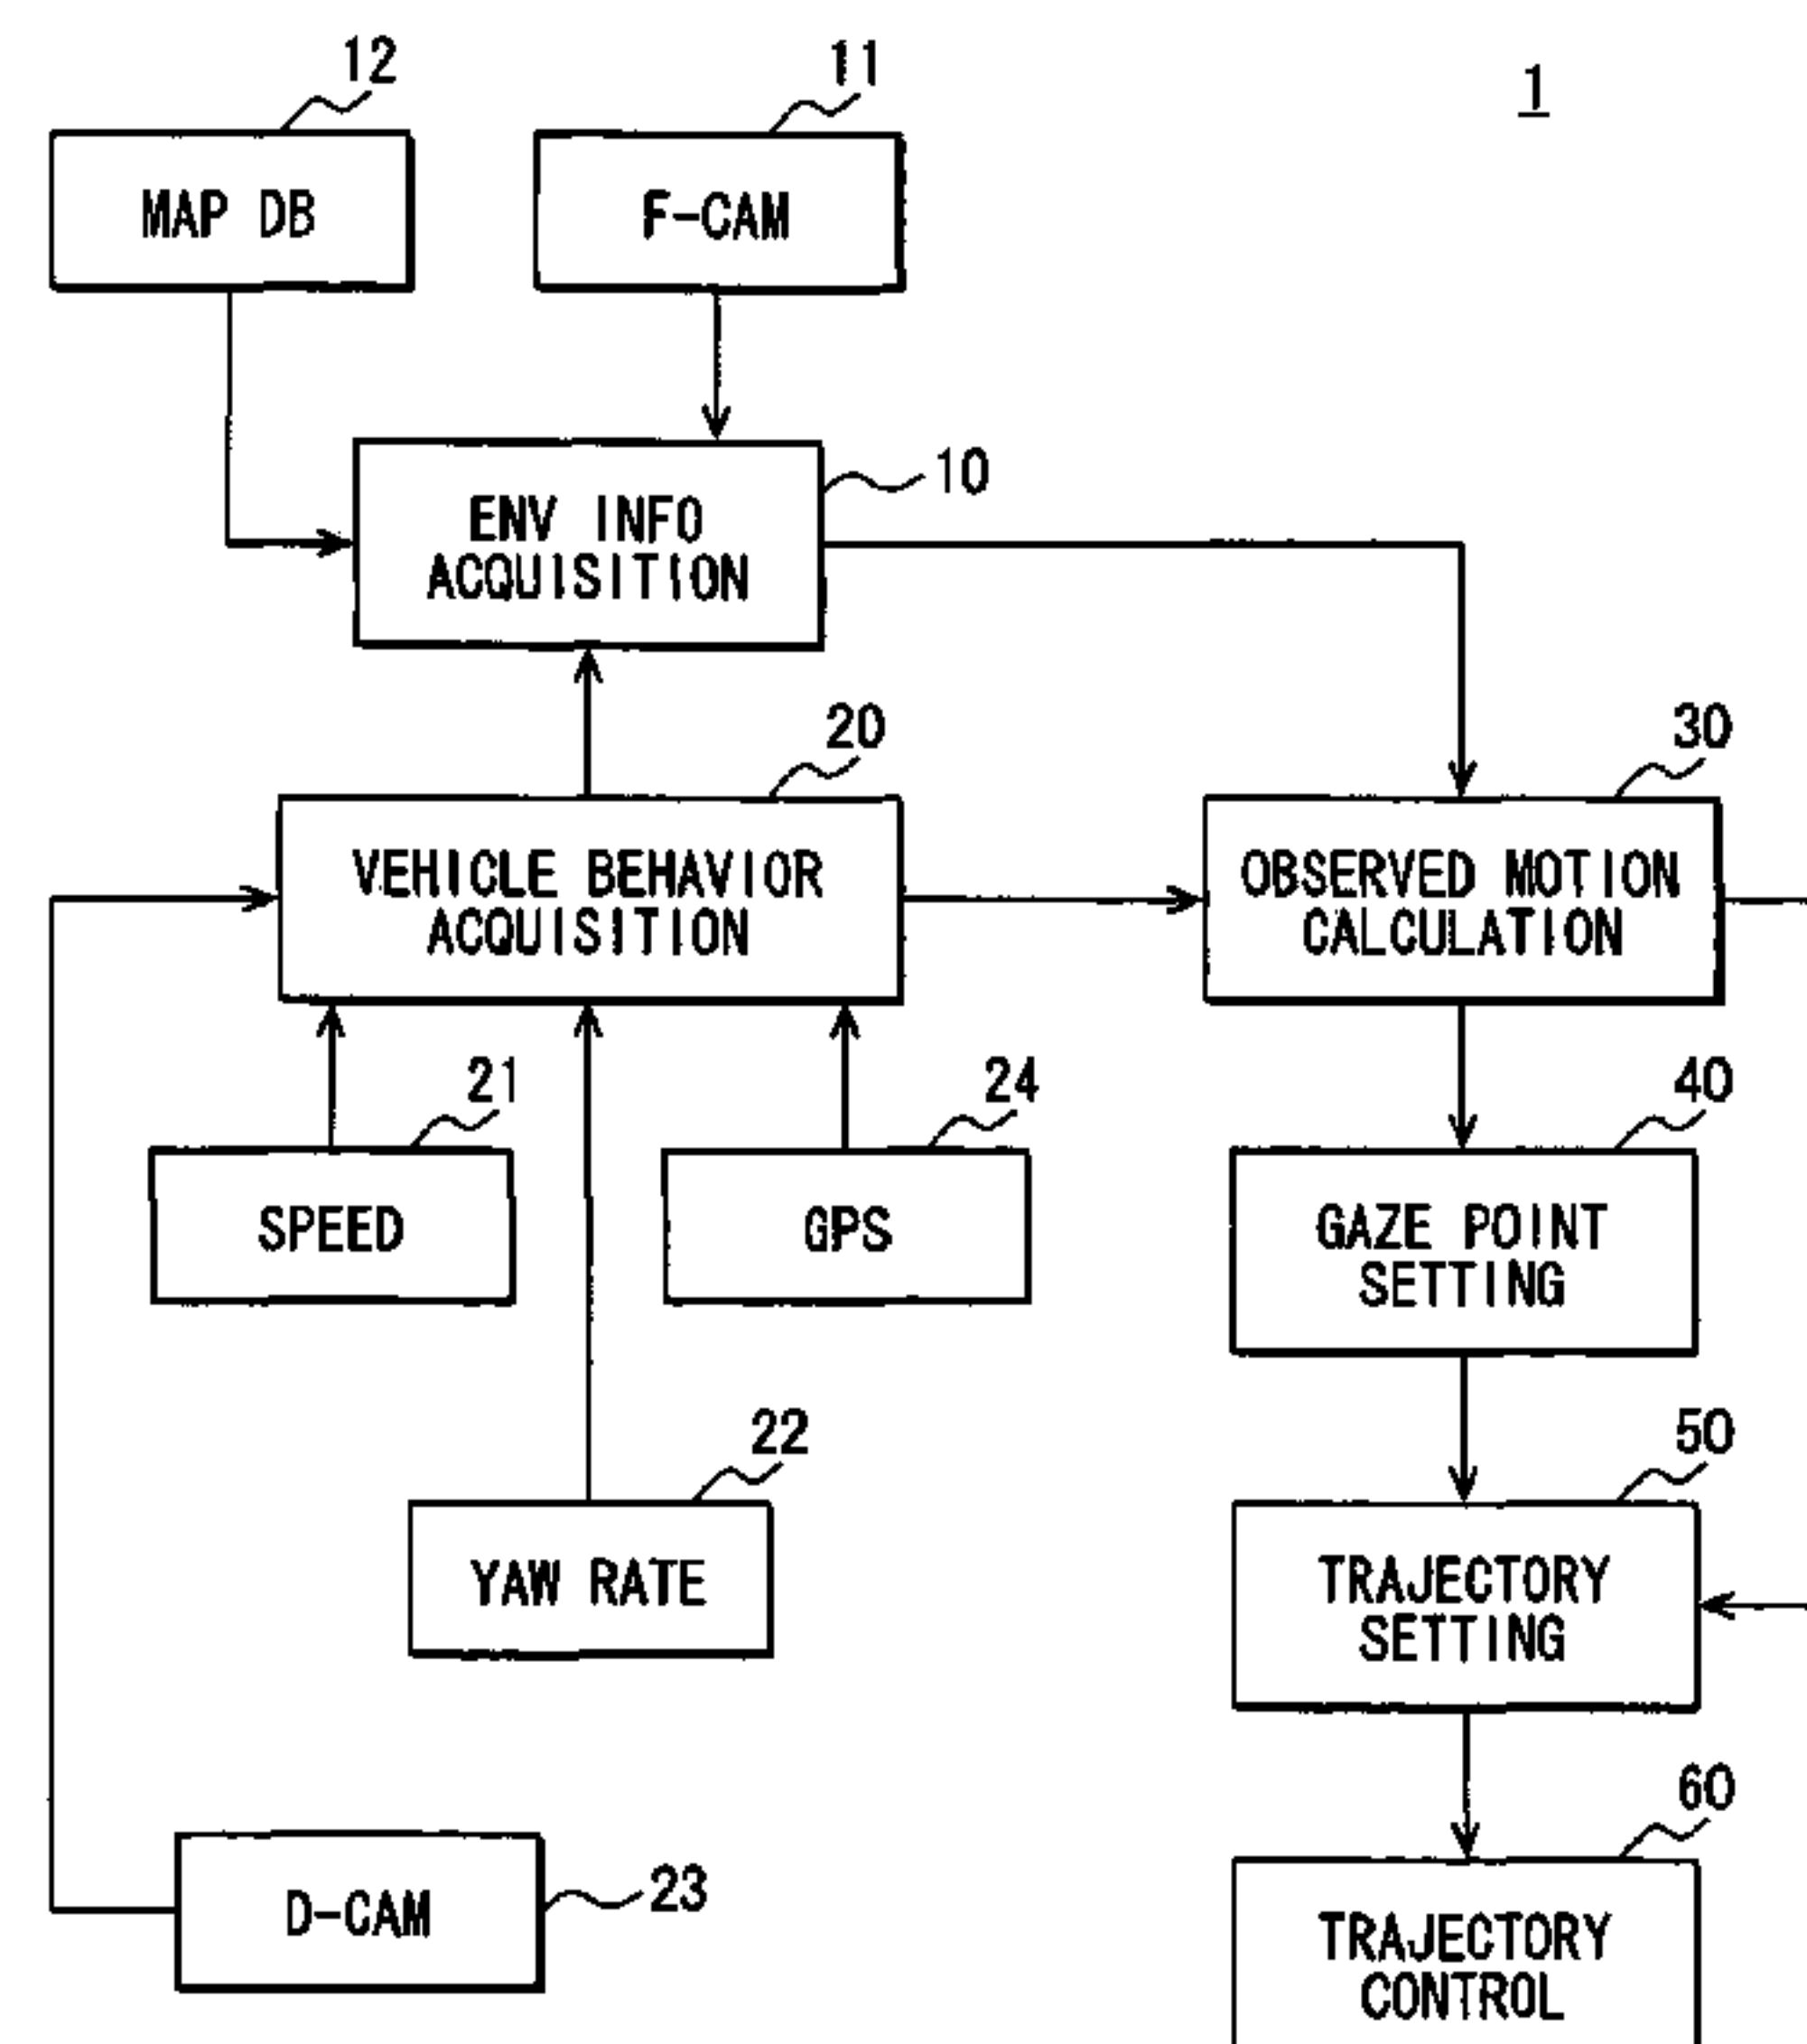 12
11
1
MAP DB
F-CAM
10
ENV INFO
ACQUISITION
20
30
VEHICLE BEHAVIOR
ACQUISITION
OBSERVED MOTION
CALCULATION
21
24
40
SPEED
GPS
GAZE POINT
SETTING
22
50
YAW RATE
TRAJECTORY
SETTING
60
D-CAM
23
TRAJECTORY
CONTROL